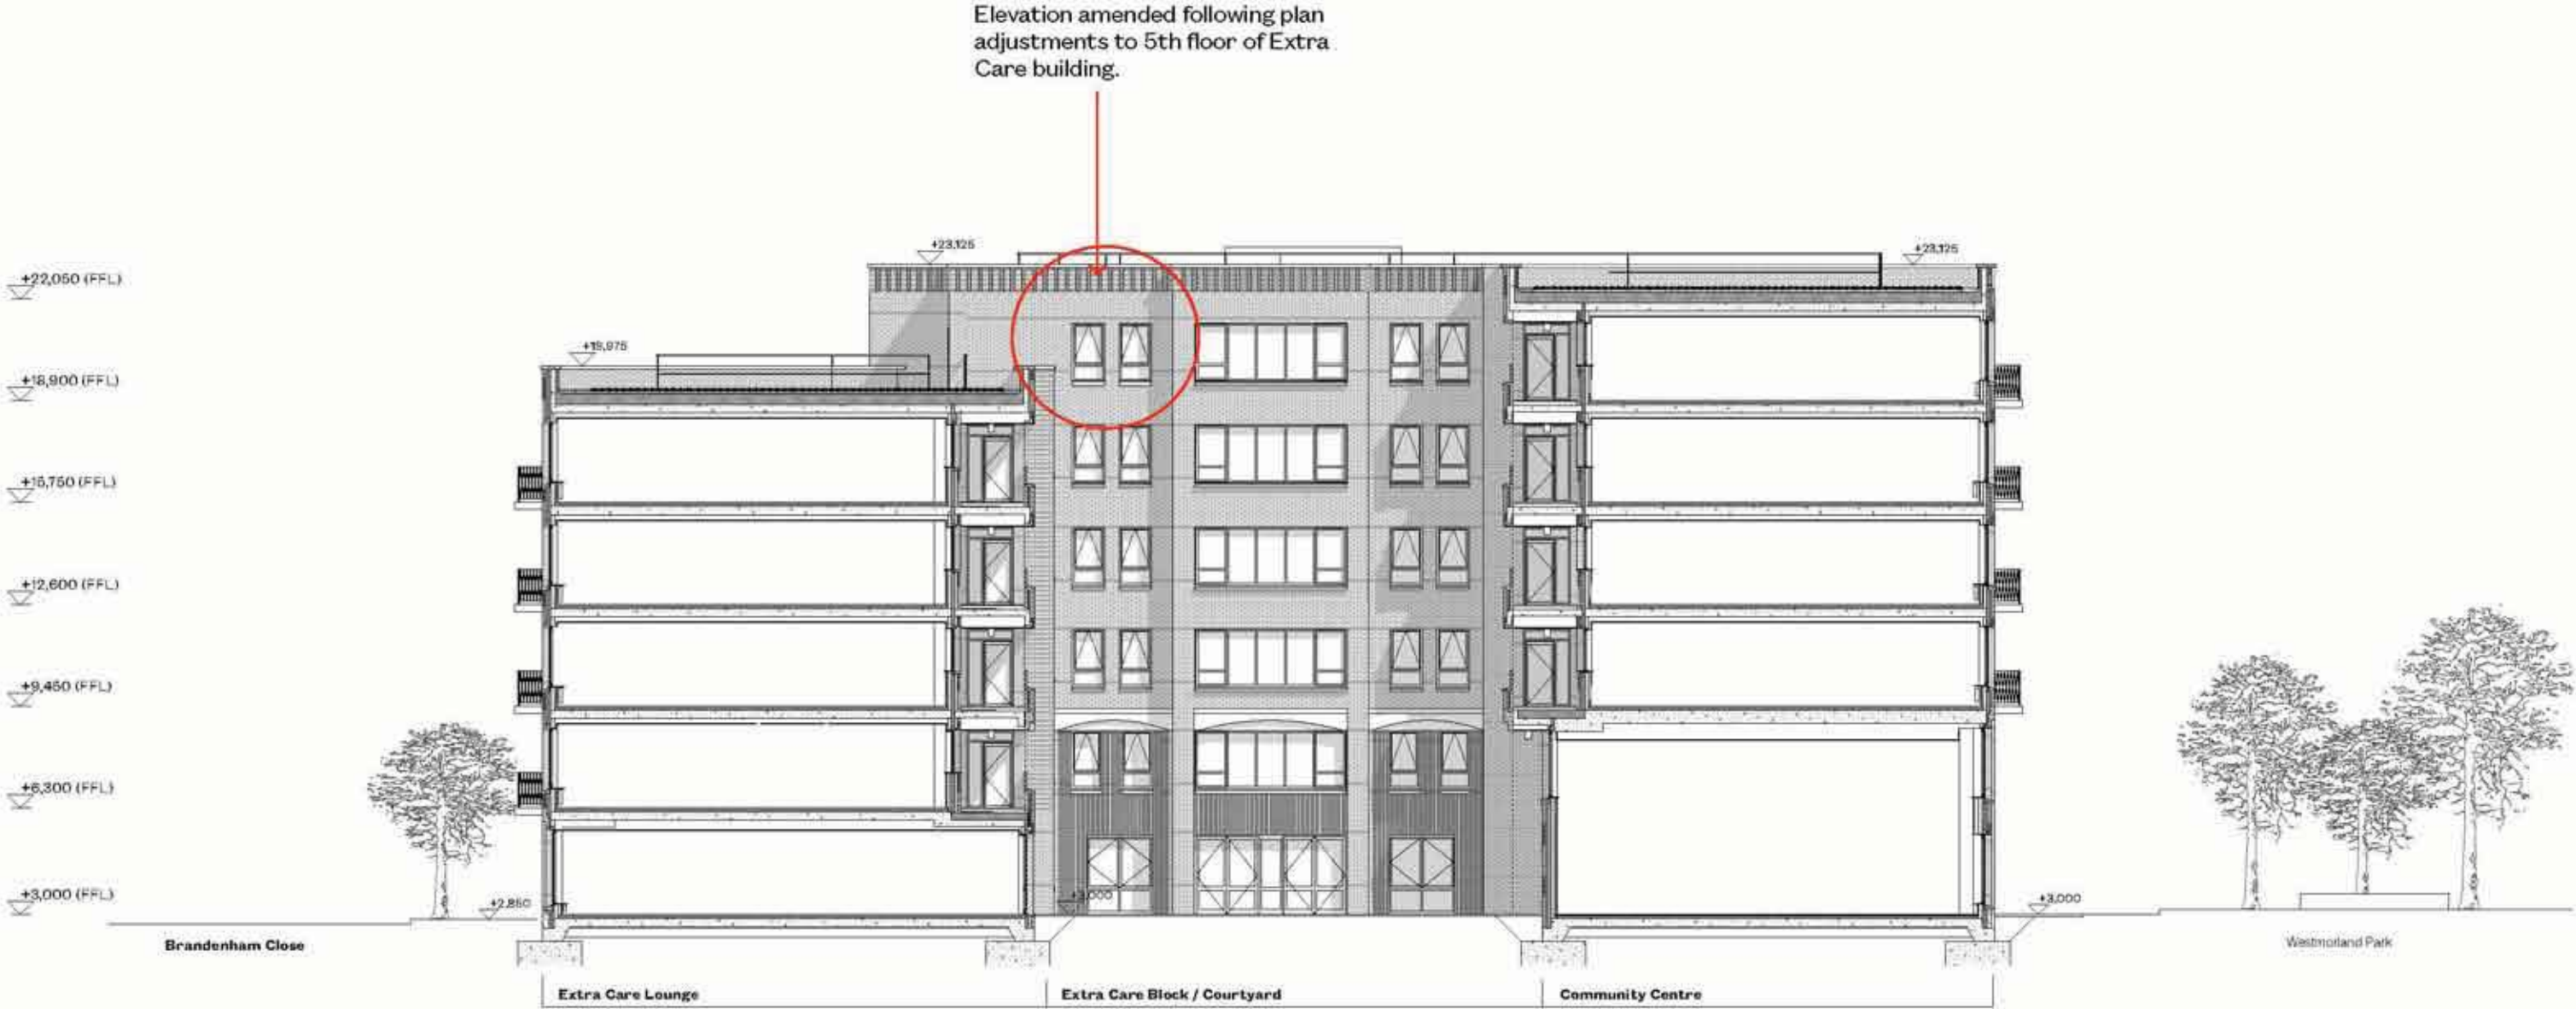 Elevation amended following plan
adjustments to 5th floor of Extra
Care building.
+23,125
+23,125
+22,050 (FFL)
+18,900 (FFL)
+15,750 (FFL)
+12,600 (FFL)
+9,450 (FFL)
+6,300 (FFL)
+3,000 (FFL)
+2,850
+3,000
+3,000
Brandenham Close
Westmorland Park
Extra Care Lounge
Extra Care Block / Courtyard
Community Centre